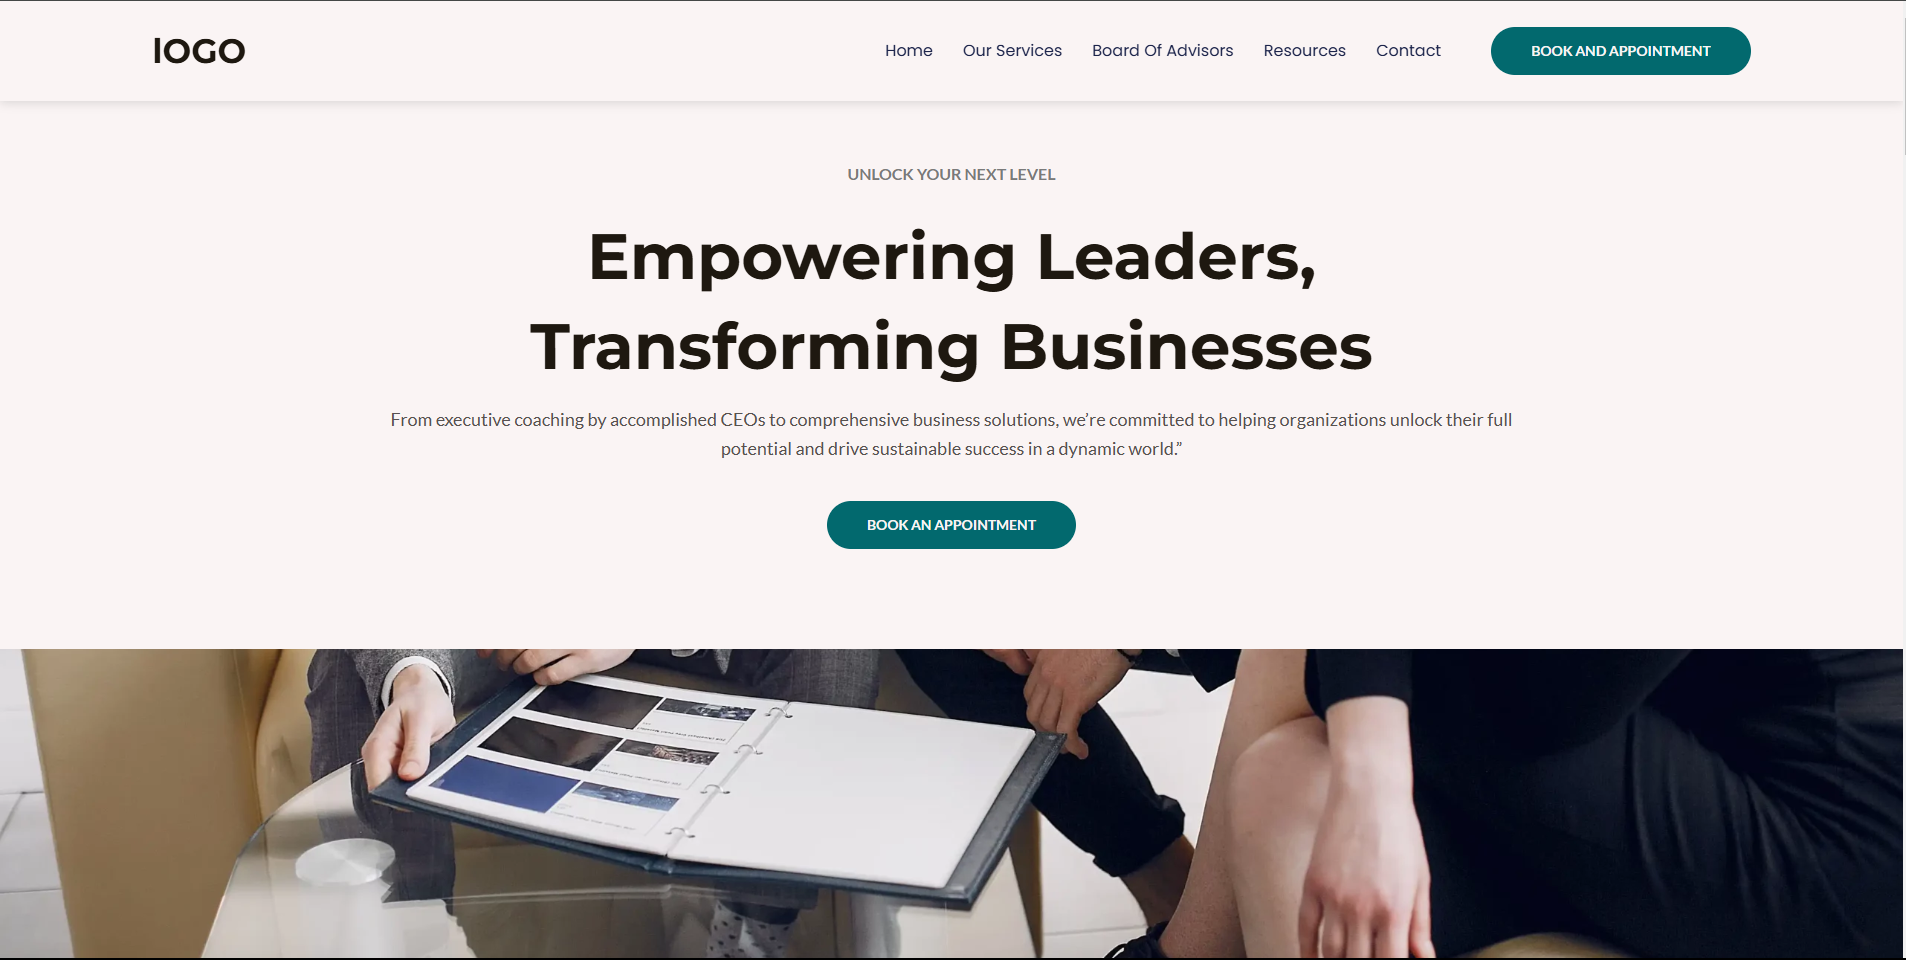 lOGO
Home
Our Services
Board Of Advisors
Resources
Contact
BOOK AND APPOINTMENT
UNLOCK YOUR NEXT LEVEL
Empowering Leaders,
Transforming Businesses
From executive coaching by accomplished CEOs to comprehensive business solutions, we’re committed to helping organizations unlock their full
potential and drive sustainable success in a dynamic world.”
BOOK AN APPOINTMENT